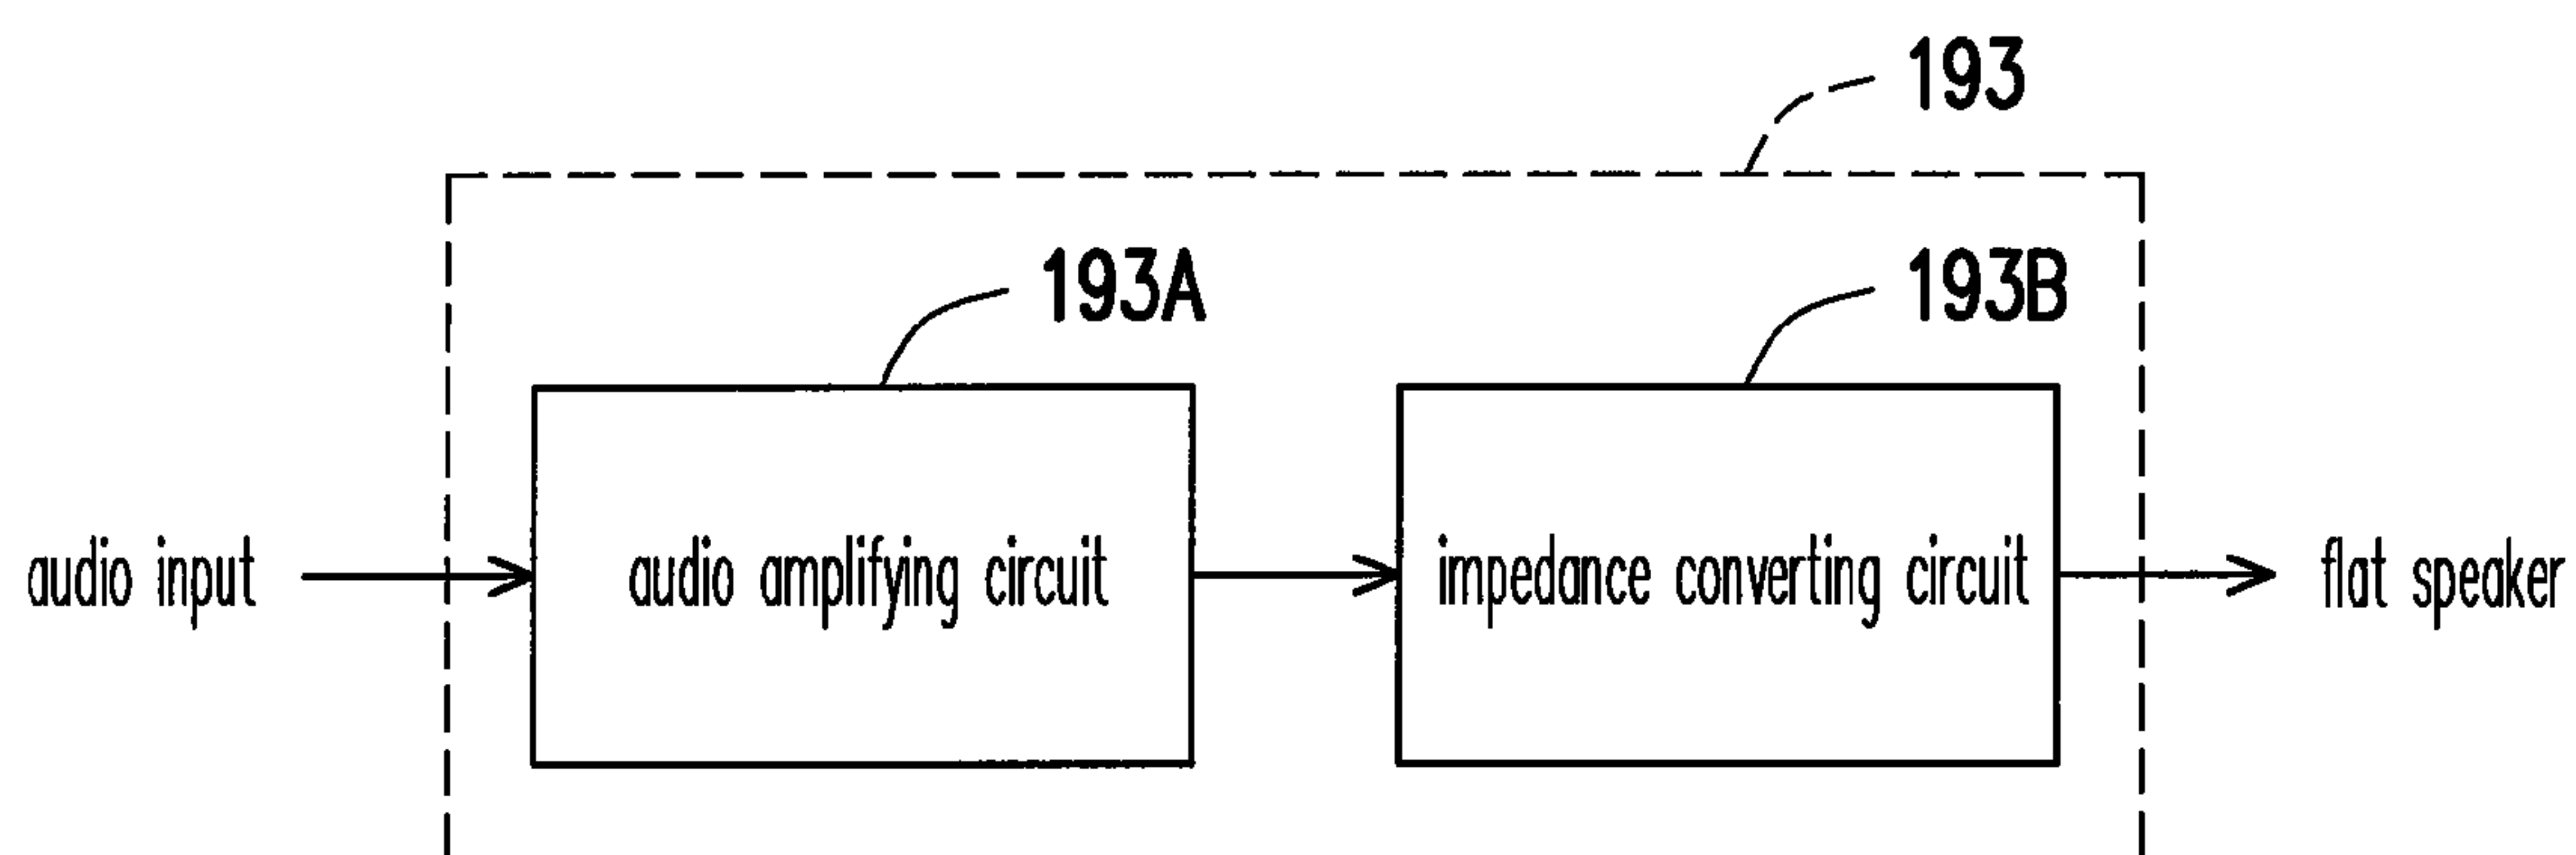 193
193A
193B
audio input
audio amplifying circuit
impedance converting circuit
flat speaker